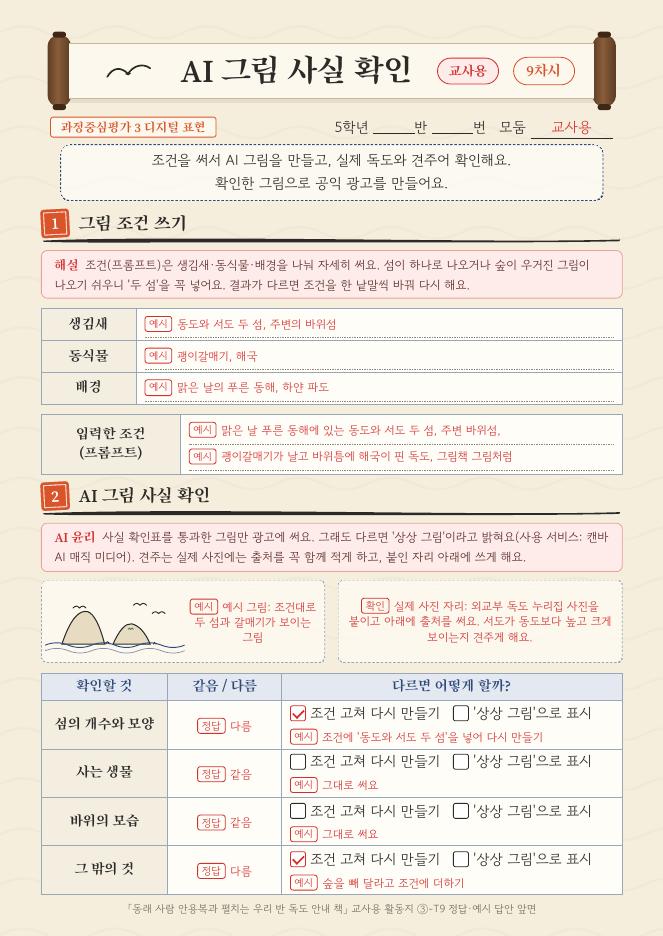 AI 그림 사실 확인 교사용 9차시
과정중심평가 3 디지털 표현 5학년 _____반 _____번 모둠 교사용
조건을 써서 AI 그림을 만들고, 실제 독도와 견주어 확인해요.
확인한 그림으로 공익 광고를 만들어요.
1 그림 조건 쓰기
해설 조건(프롬프트)은 생김새·동식물·배경을 나눠 자세히 써요. 섬이 하나로 나오거나 숲이 우거진 그림이
나오기 쉬우니 '두 섬'을 꼭 넣어요. 결과가 다르면 조건을 한 낱말씩 바꿔 다시 해요.
생김새 예시 동도와 서도 두 섬, 주변의 바위섬
동식물 예시 괭이갈매기, 해국
배경 예시 맑은 날의 푸른 동해, 하얀 파도
입력한 조건
(프롬프트)
예시 맑은 날 푸른 동해에 있는 동도와 서도 두 섬, 주변 바위섬,
예시 괭이갈매기가 날고 바위틈에 해국이 핀 독도, 그림책 그림처럼
2 AI 그림 사실 확인
AI 윤리 사실 확인표를 통과한 그림만 광고에 써요. 그래도 다르면 '상상 그림'이라고 밝혀요(사용 서비스: 캔바
AI 매직 미디어). 견주는 실제 사진에는 출처를 꼭 함께 적게 하고, 붙인 자리 아래에 쓰게 해요.
예시 예시 그림: 조건대로
두 섬과 갈매기가 보이는
그림
확인 실제 사진 자리: 외교부 독도 누리집 사진을
붙이고 아래에 출처를 써요. 서도가 동도보다 높고 크게
보이는지 견주게 해요.
확인할 것 같음 / 다름 다르면 어떻게 할까?
섬의 개수와 모양 정답 다름 조건 고쳐 다시 만들기 '상상 그림'으로 표시
예시 조건에 '동도와 서도 두 섬'을 넣어 다시 만들기
사는 생물 정답 같음 조건 고쳐 다시 만들기 '상상 그림'으로 표시
예시 그대로 써요
바위의 모습 정답 같음 조건 고쳐 다시 만들기 '상상 그림'으로 표시
예시 그대로 써요
그 밖의 것 정답 다름 조건 고쳐 다시 만들기 '상상 그림'으로 표시
예시 숲을 빼 달라고 조건에 더하기
「동래 사람 안용복과 펼치는 우리 반 독도 안내 책」 교사용 활동지 ③-T9 정답·예시 답안 앞면